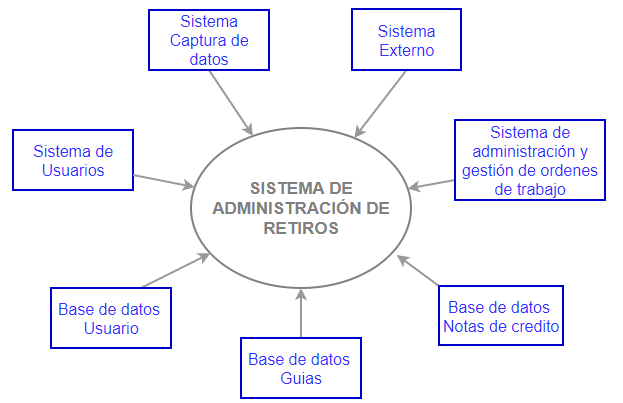 Sistema
Captura de
datos
Sistema
Externo
Sistema de
Usuarios
Sistema de
administración y
gestión de ordenes
de trabajo
SISTEMA DE
ADMINISTRACIÓN DE
RETIROS
Base de datos
Usuario
Base de datos
Notas de credito
Base de datos
Guias